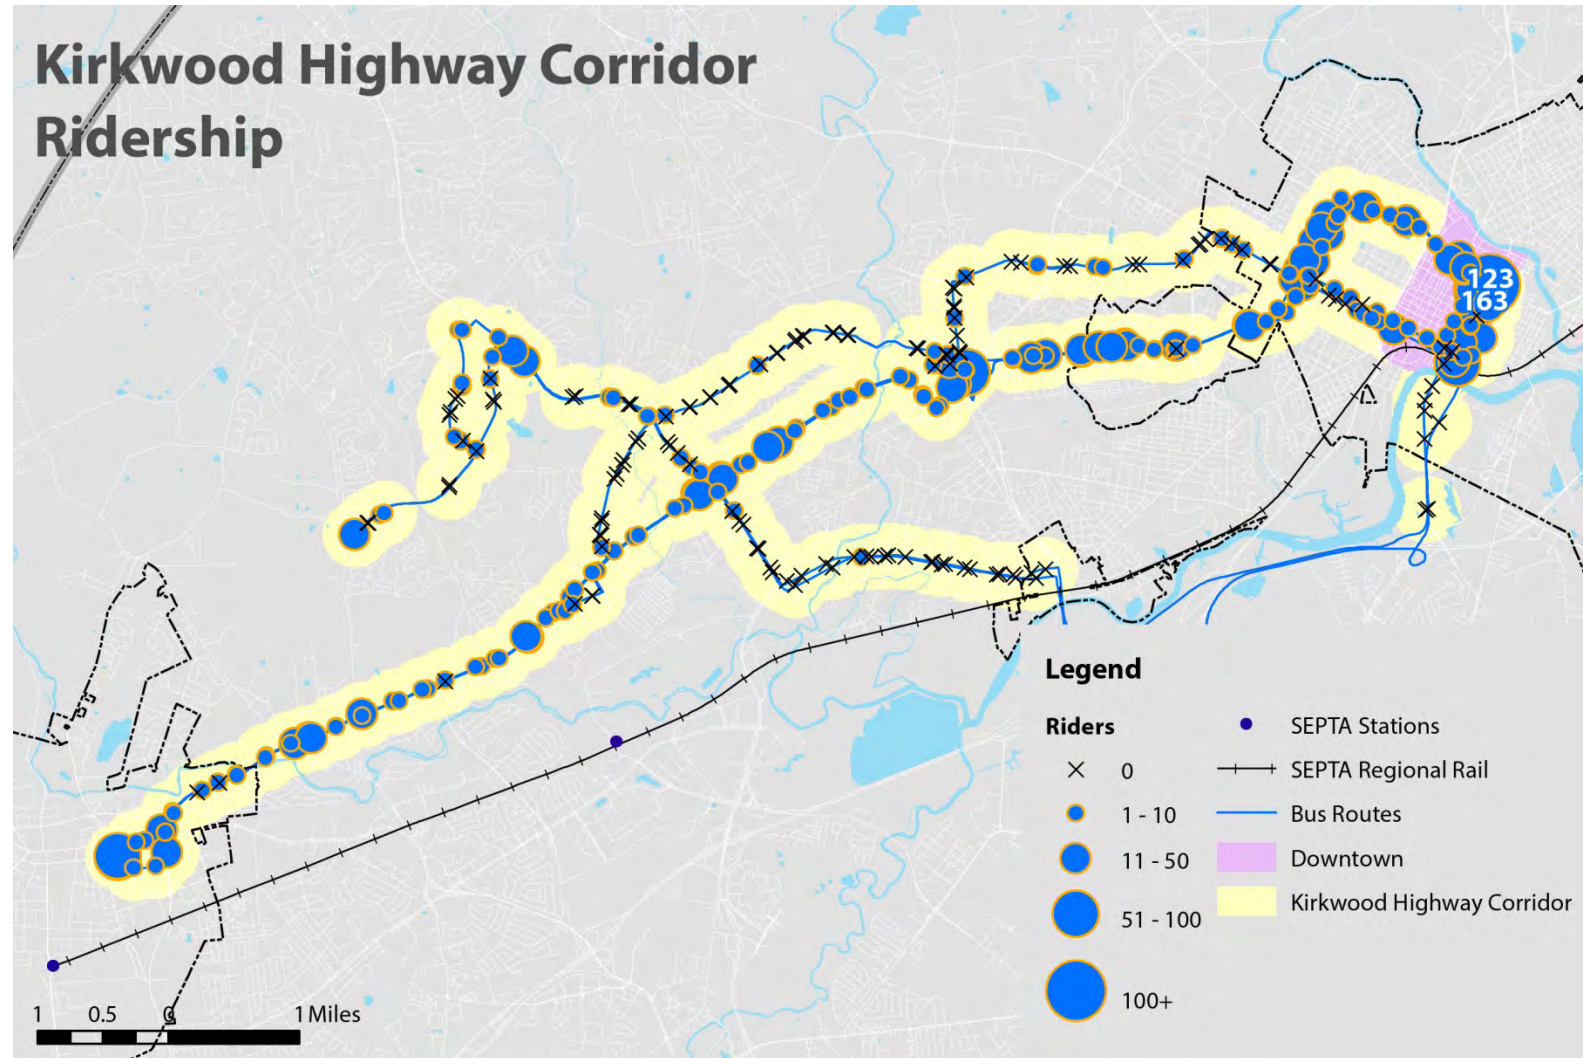 Kirkwood Highway Corridor
Ridership
123
163
Legend
Riders
0
1 - 10
11 - 50
51 - 100
100+
SEPTA Stations
SEPTA Regional Rail
Bus Routes
Downtown
Kirkwood Highway Corridor
1 0.5 0 1 Miles